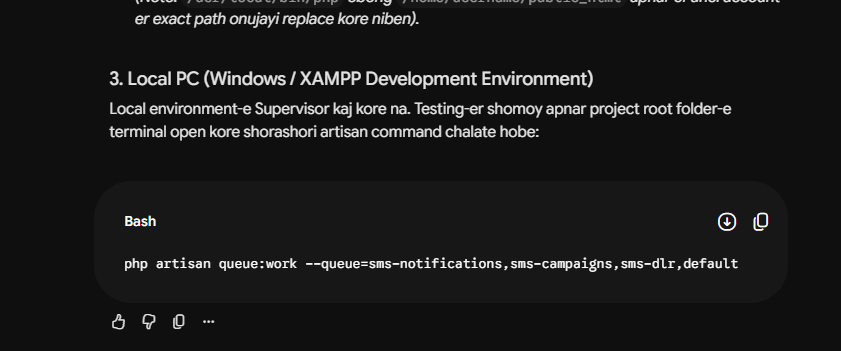 er exact path onujayi replace kore niben).
3. Local PC (Windows / XAMPP Development Environment)
Local environment-e Supervisor kaj kore na. Testing-er shomoy apnar project root folder-e
terminal open kore shorashori artisan command chalate hobe:
Bash
php artisan queue:work --queue=sms-notifications,sms-campaigns,sms-dlr,default